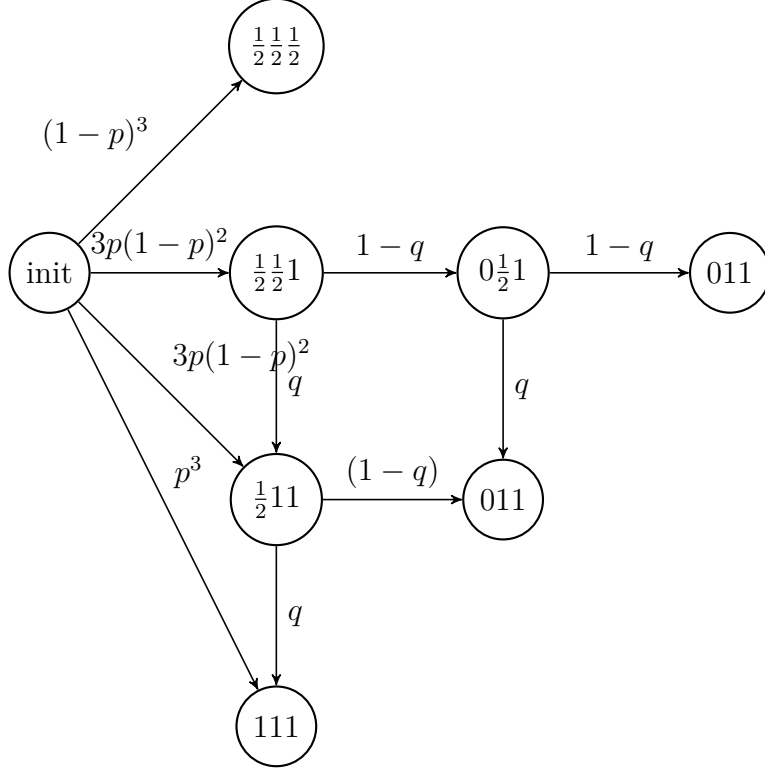 ½½½
(1 − p)³
init
3p(1 − p)²
½½1
1 − q
0½1
1 − q
011
3p(1 − p)²
q
q
p³
½11
(1 − q)
011
q
111